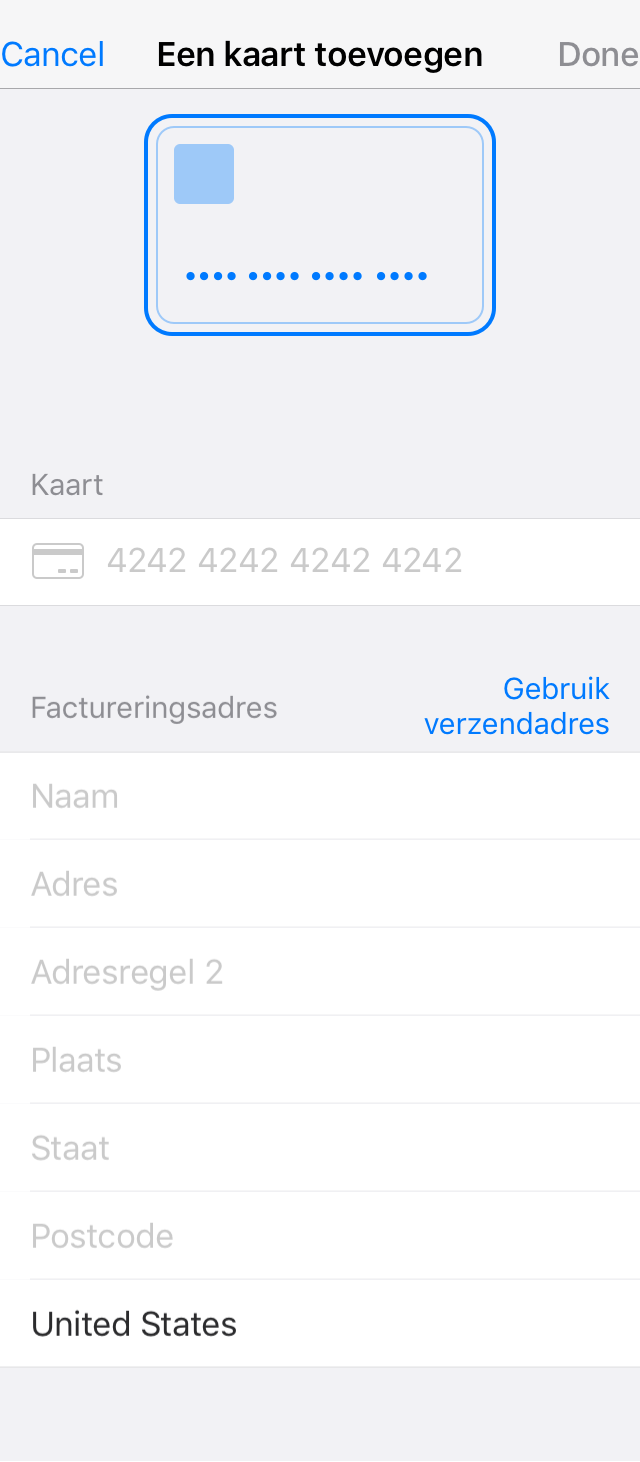 Cancel Een kaart toevoegen Done
•••• •••• •••• ••••
Kaart
4242 4242 4242 4242
Factureringsadres
Gebruik
verzendadres
Naam
Adres
Adresregel 2
Plaats
Staat
Postcode
United States